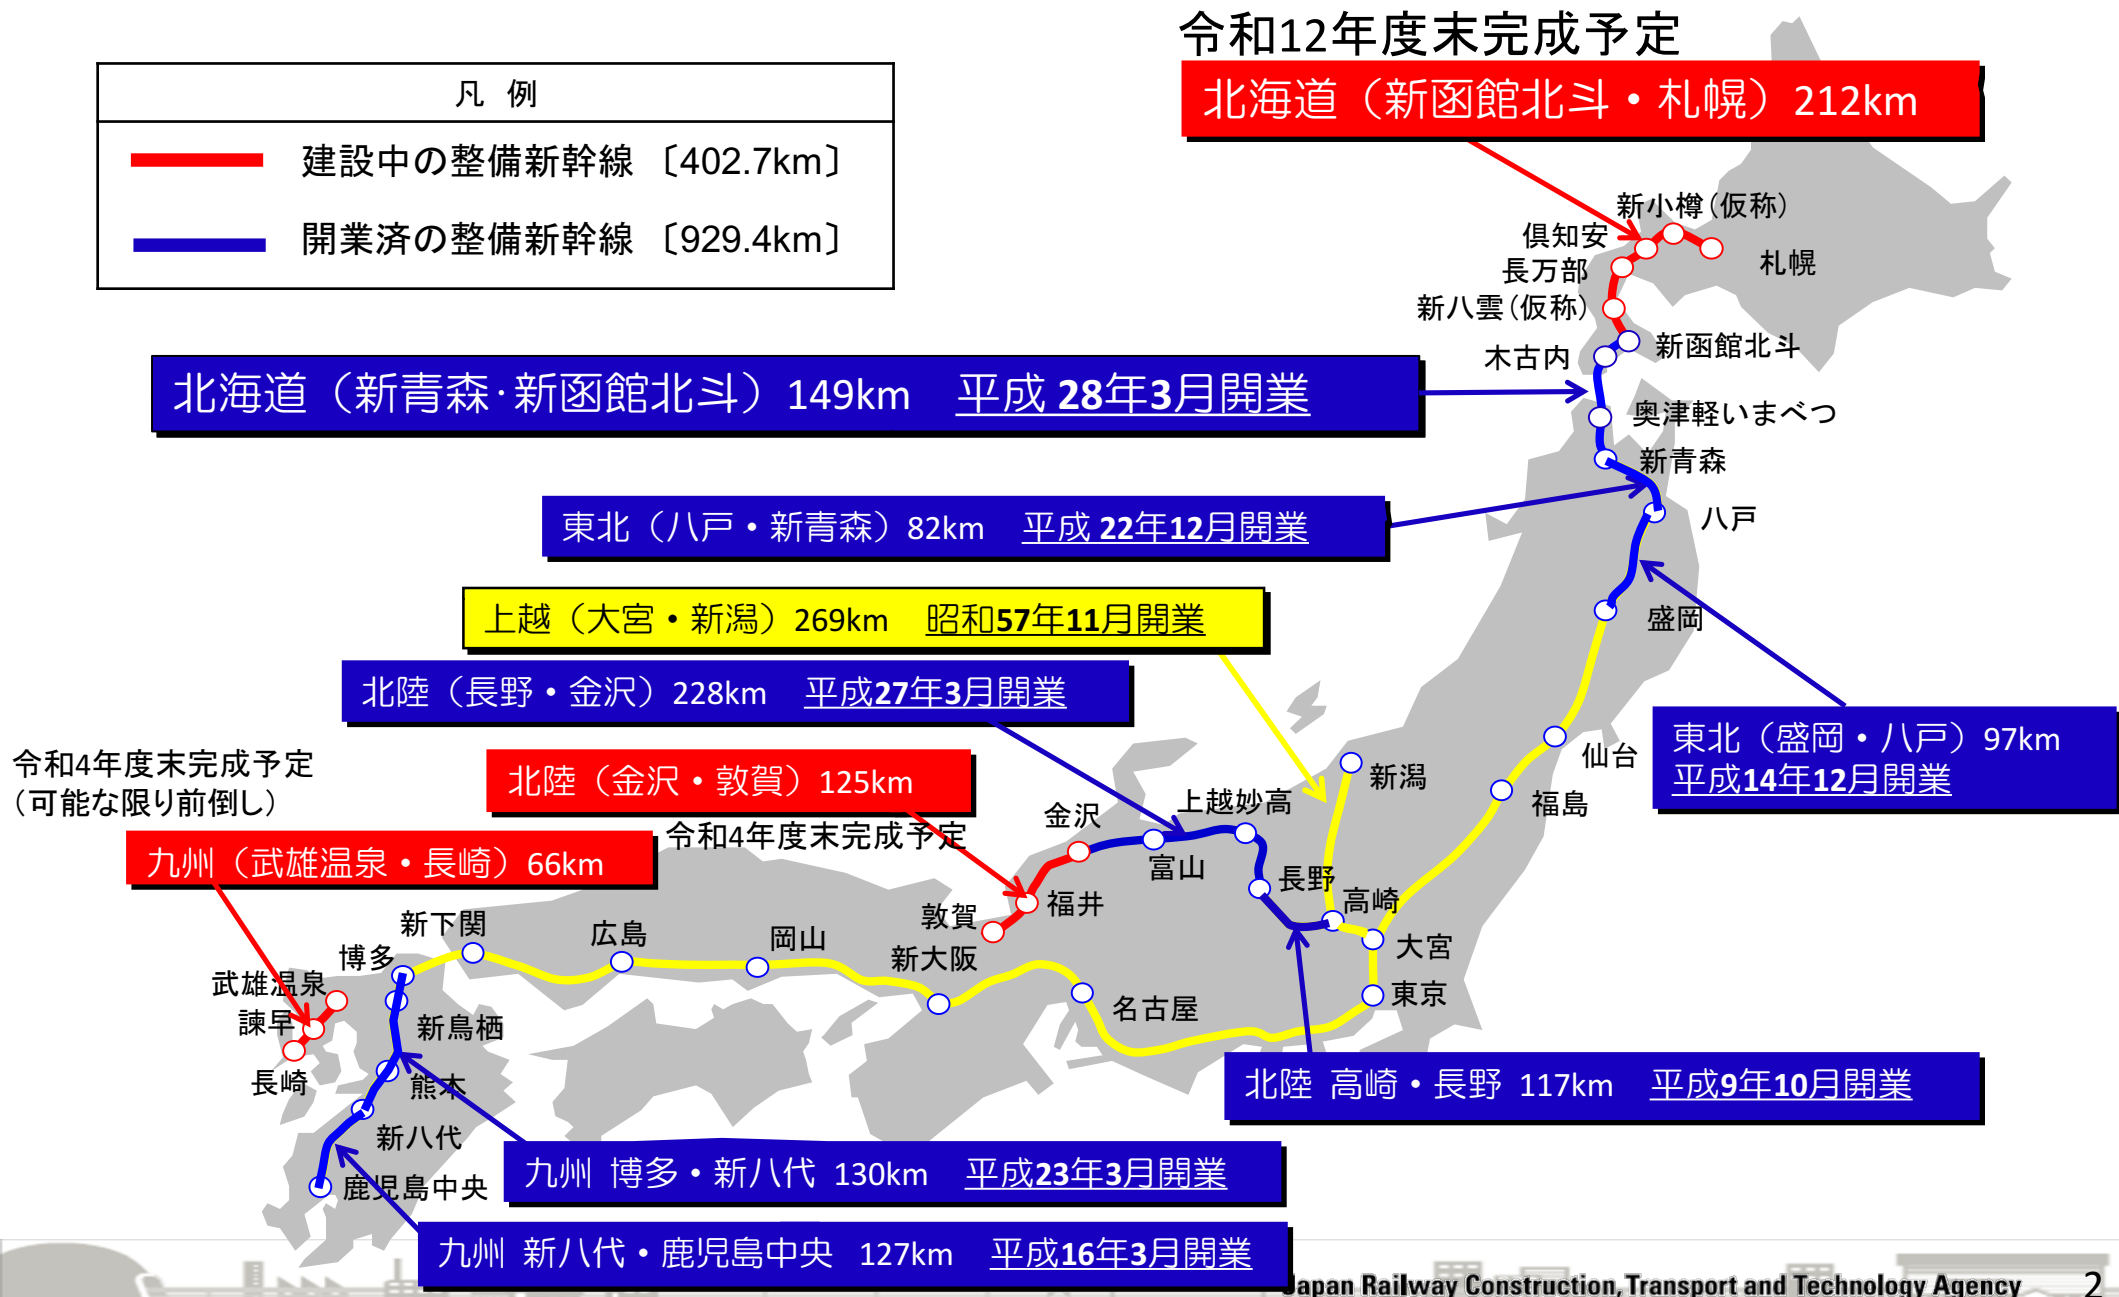 令和12年度末完成予定
北海道（新函館北斗・札幌）212km
凡 例
建設中の整備新幹線 〔402.7km〕
開業済の整備新幹線 〔929.4km〕
新小樽(仮称)
倶知安
札幌
長万部
新八雲(仮称)
新函館北斗
木古内
北海道（新青森･新函館北斗）149km 平成 28年3月開業
奥津軽いまべつ
新青森
東北（八戸・新青森）82km 平成 22年12月開業
八戸
上越（大宮・新潟）269km 昭和57年11月開業
盛岡
北陸（長野・金沢）228km 平成27年3月開業
東北（盛岡・八戸）97km
平成14年12月開業
仙台
令和4年度末完成予定
(可能な限り前倒し)
北陸（金沢・敦賀）125km
新潟
福島
金沢
上越妙高
令和4年度末完成予定
九州（武雄温泉・長崎）66km
富山
長野
高崎
福井
敦賀
新下関
広島
岡山
新大阪
大宮
博多
武雄温泉
東京
名古屋
諫早
新鳥栖
長崎
熊本
北陸 高崎・長野 117km 平成9年10月開業
新八代
九州 博多・新八代 130km 平成23年3月開業
鹿児島中央
九州 新八代・鹿児島中央 127km 平成16年3月開業
Japan Railway Construction, Transport and Technology Agency
2